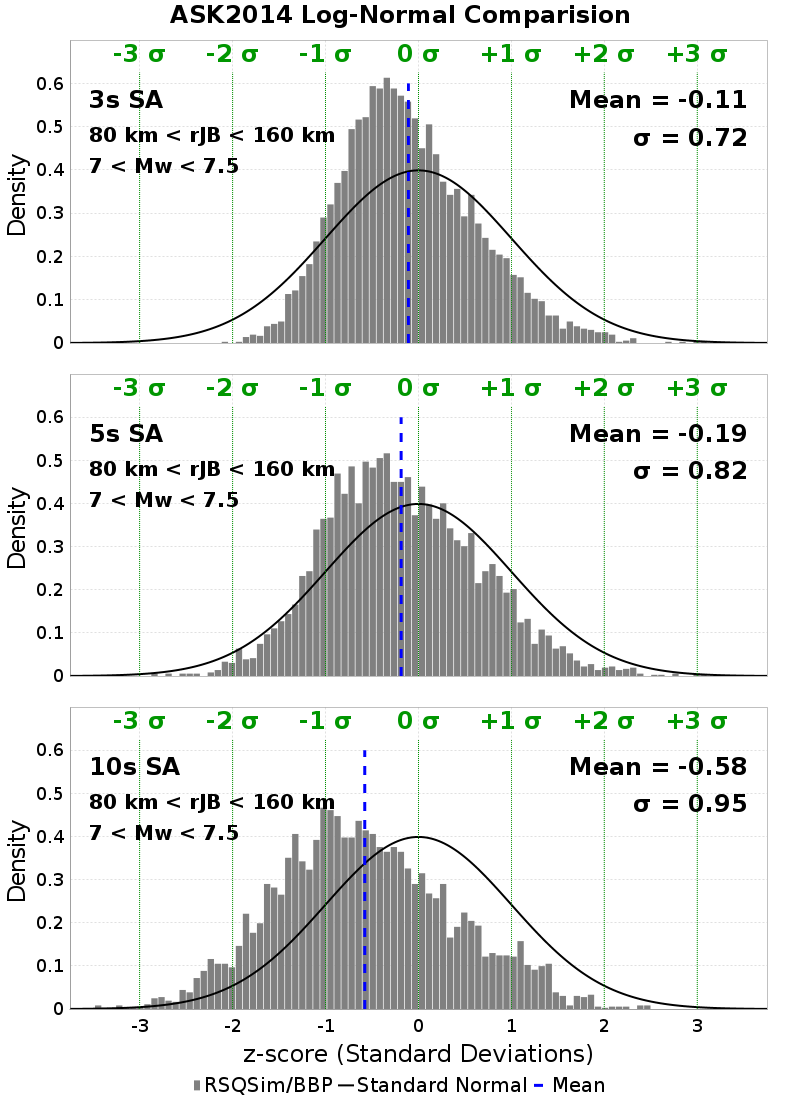 ASK2014 Log-Normal Comparision
-3 σ -2 σ -1 σ 0 σ +1 σ +2 σ +3 σ
3s SA
Mean = -0.11
80 km < rJB < 160 km
σ = 0.72
7 < Mw < 7.5
Density
0.6
0.5
0.4
0.3
0.2
0.1
0
-3 σ -2 σ -1 σ 0 σ +1 σ +2 σ +3 σ
5s SA
Mean = -0.19
80 km < rJB < 160 km
σ = 0.82
7 < Mw < 7.5
Density
0.6
0.5
0.4
0.3
0.2
0.1
0
-3 σ -2 σ -1 σ 0 σ +1 σ +2 σ +3 σ
10s SA
Mean = -0.58
80 km < rJB < 160 km
σ = 0.95
7 < Mw < 7.5
Density
0.6
0.5
0.4
0.3
0.2
0.1
0
-3 -2 -1 0 1 2 3
z-score (Standard Deviations)
RSQSim/BBP Standard Normal Mean